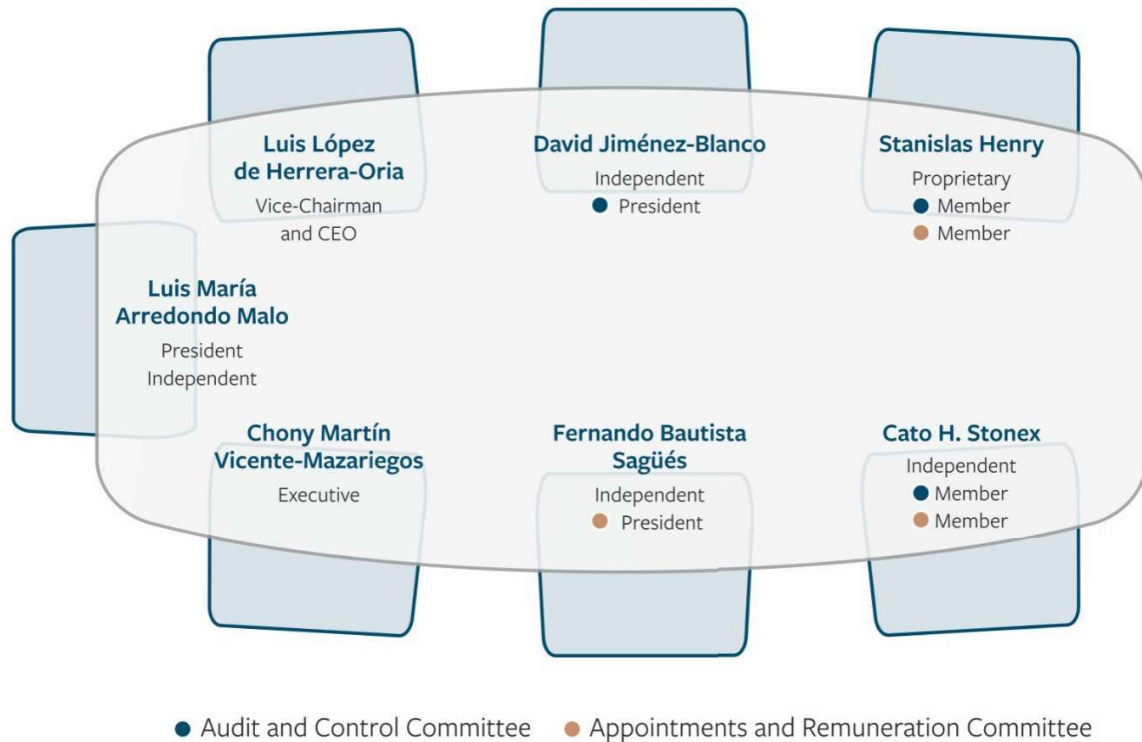 Luis López
de Herrera-Oria
Vice-Chairman
and CEO
David Jiménez-Blanco
Independent
President
Stanislas Henry
Proprietary
Member
Member
Luis María
Arredondo Malo
President
Independent
Chony Martín
Vicente-Mazariegos
Executive
Fernando Bautista
Sagüés
Independent
President
Cato H. Stonex
Independent
Member
Member
Audit and Control Committee
Appointments and Remuneration Committee